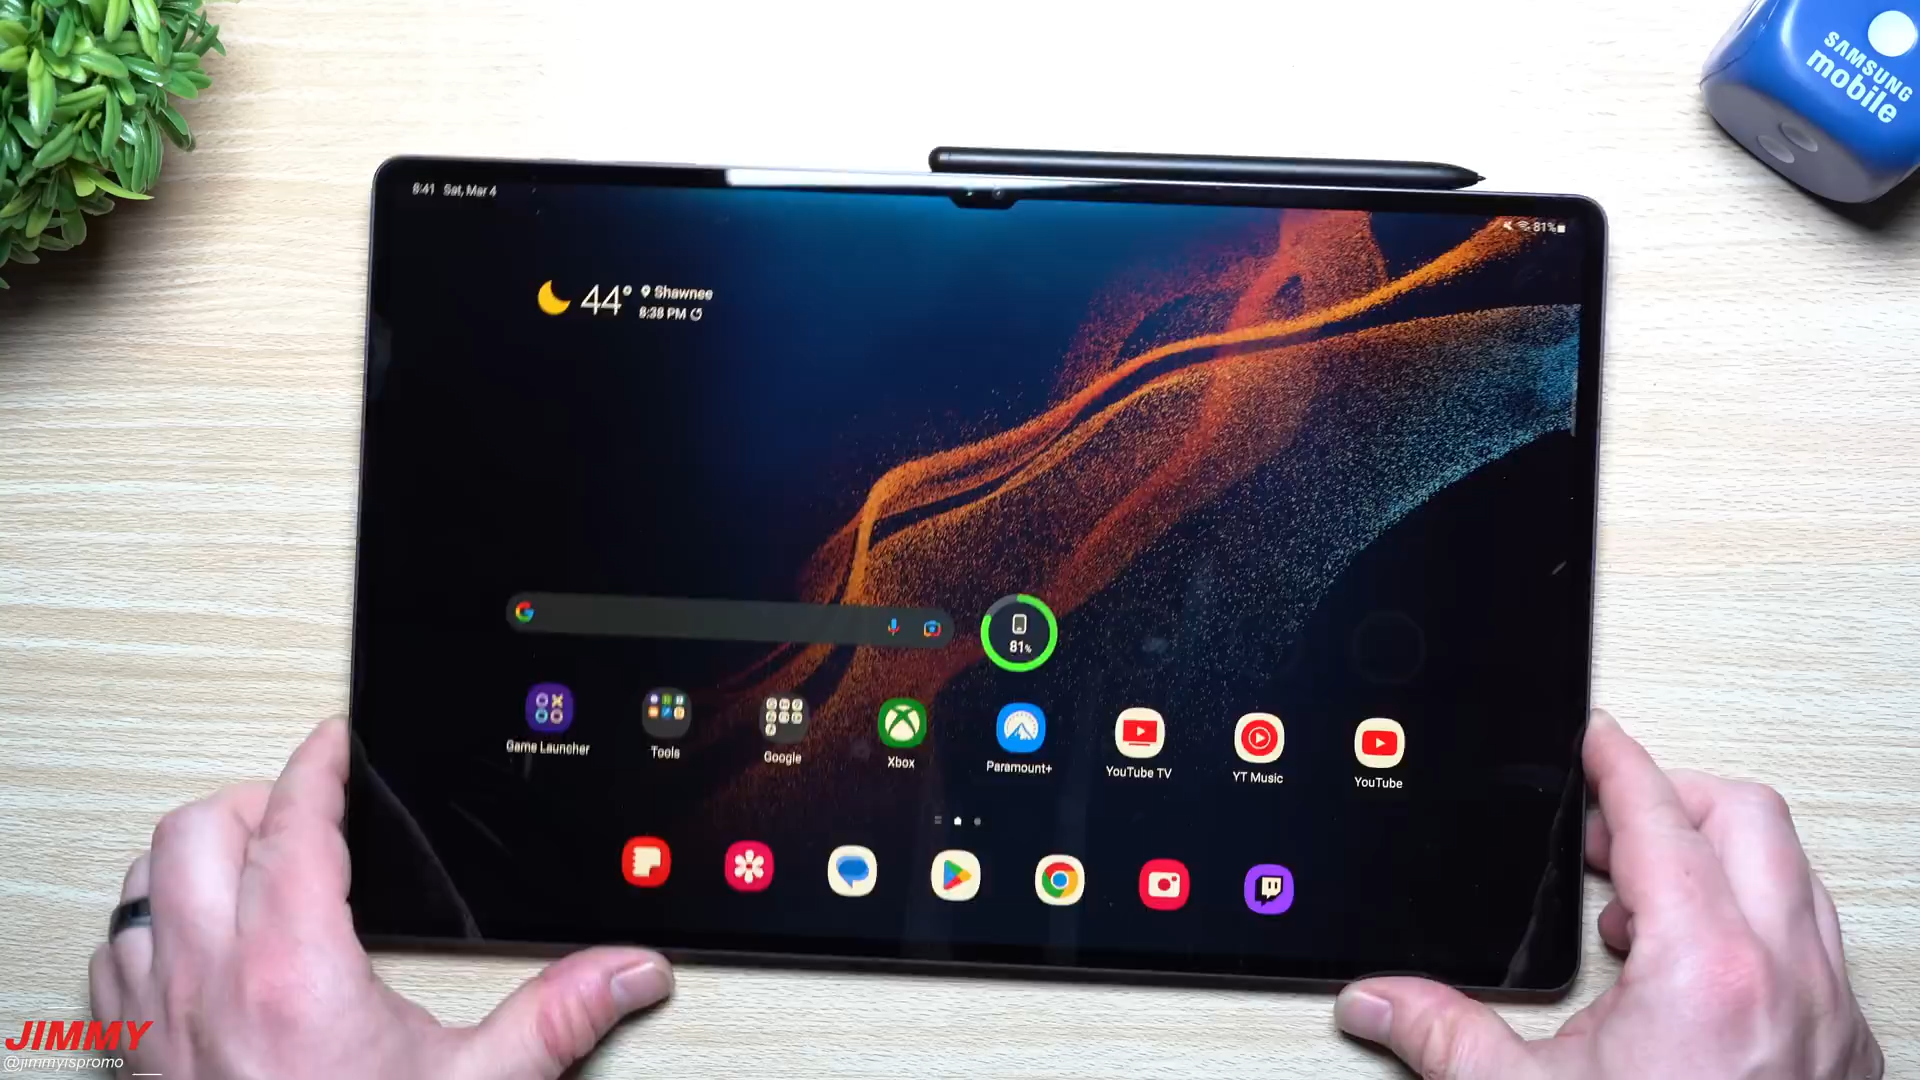 SAMSUNG
mobile
8:41 Sat, Mar 4
81%
44° Shawnee
8:38 PM
81%
Game Launcher
Tools
Google
Xbox
Paramount+
YouTube TV
YT Music
YouTube
JIMMY
@jimmyispromo